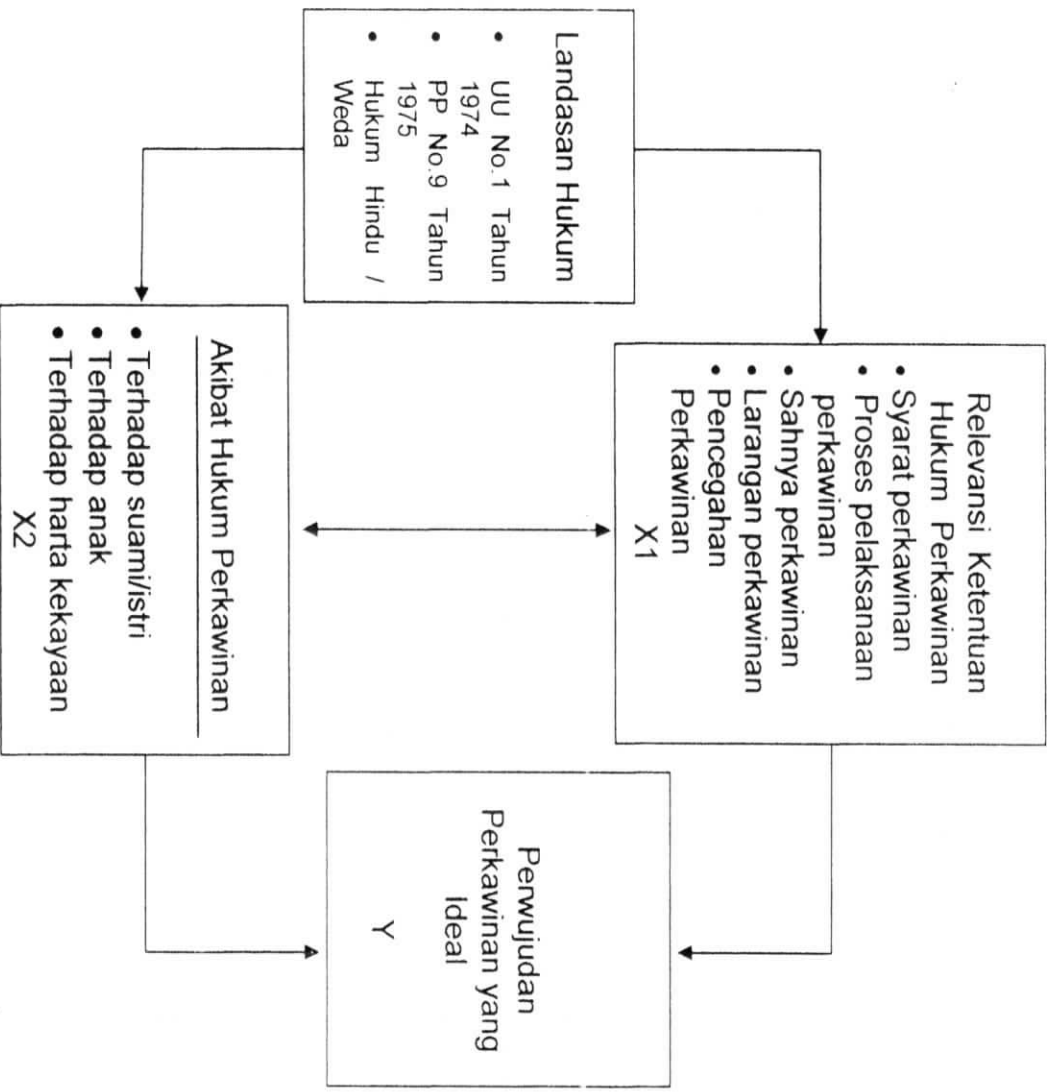 Landasan Hukum
• UU No.1 Tahun
1974
• PP No.9 Tahun
1975
• Hukum Hindu /
Weda
Relevansi Ketentuan
Hukum Perkawinan
• Syarat perkawinan
• Proses pelaksanaan
perkawinan
• Sahnya perkawinan
• Larangan perkawinan
• Pencegahan
Perkawinan
X1
Akibat Hukum Perkawinan
• Terhadap suami/istri
• Terhadap anak
• Terhadap harta kekayaan
X2
Perwujudan
Perkawinan yang
Ideal
Y